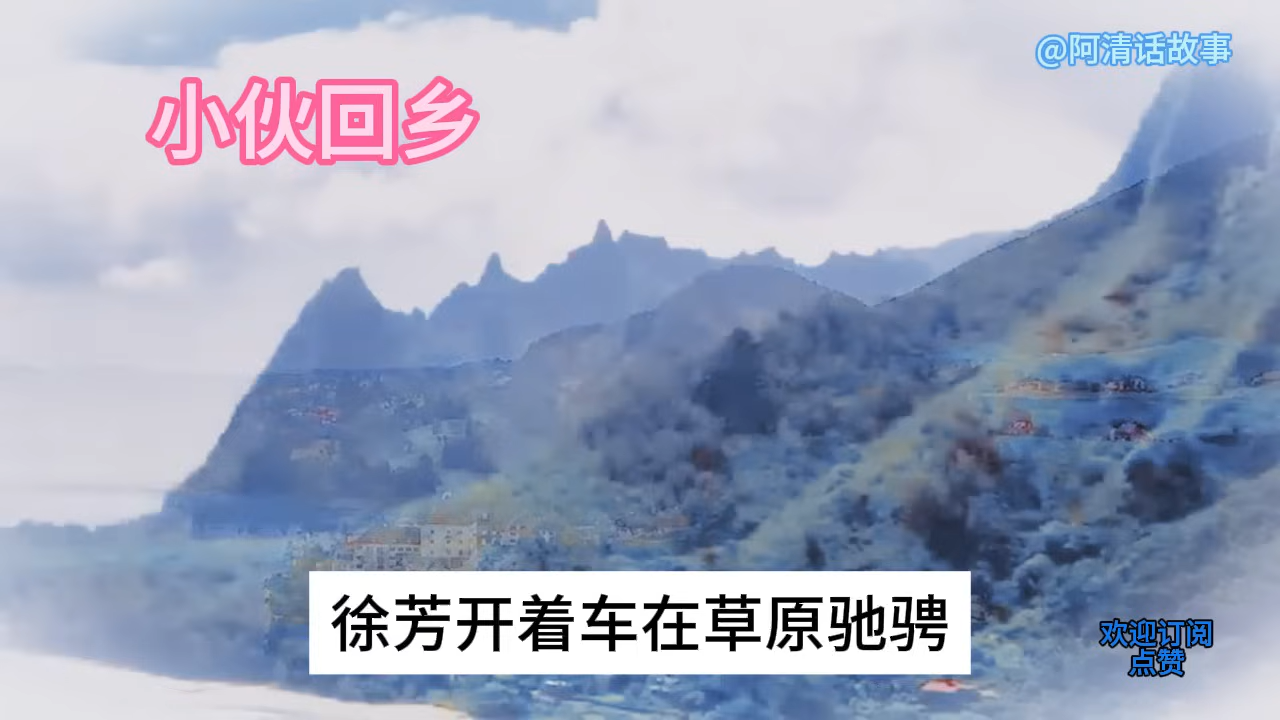 @阿清话故事
小伙回乡
徐芳开着车在草原驰骋
欢迎订阅
点赞